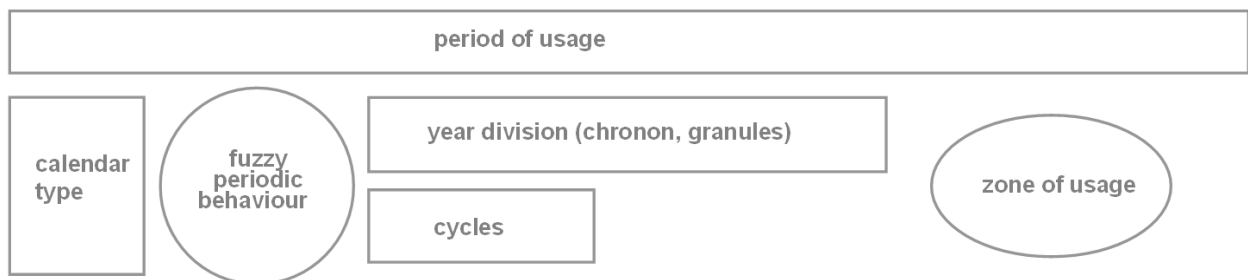 period of usage
calendar
type
fuzzy
periodic
behaviour
year division (chronon, granules)
cycles
zone of usage